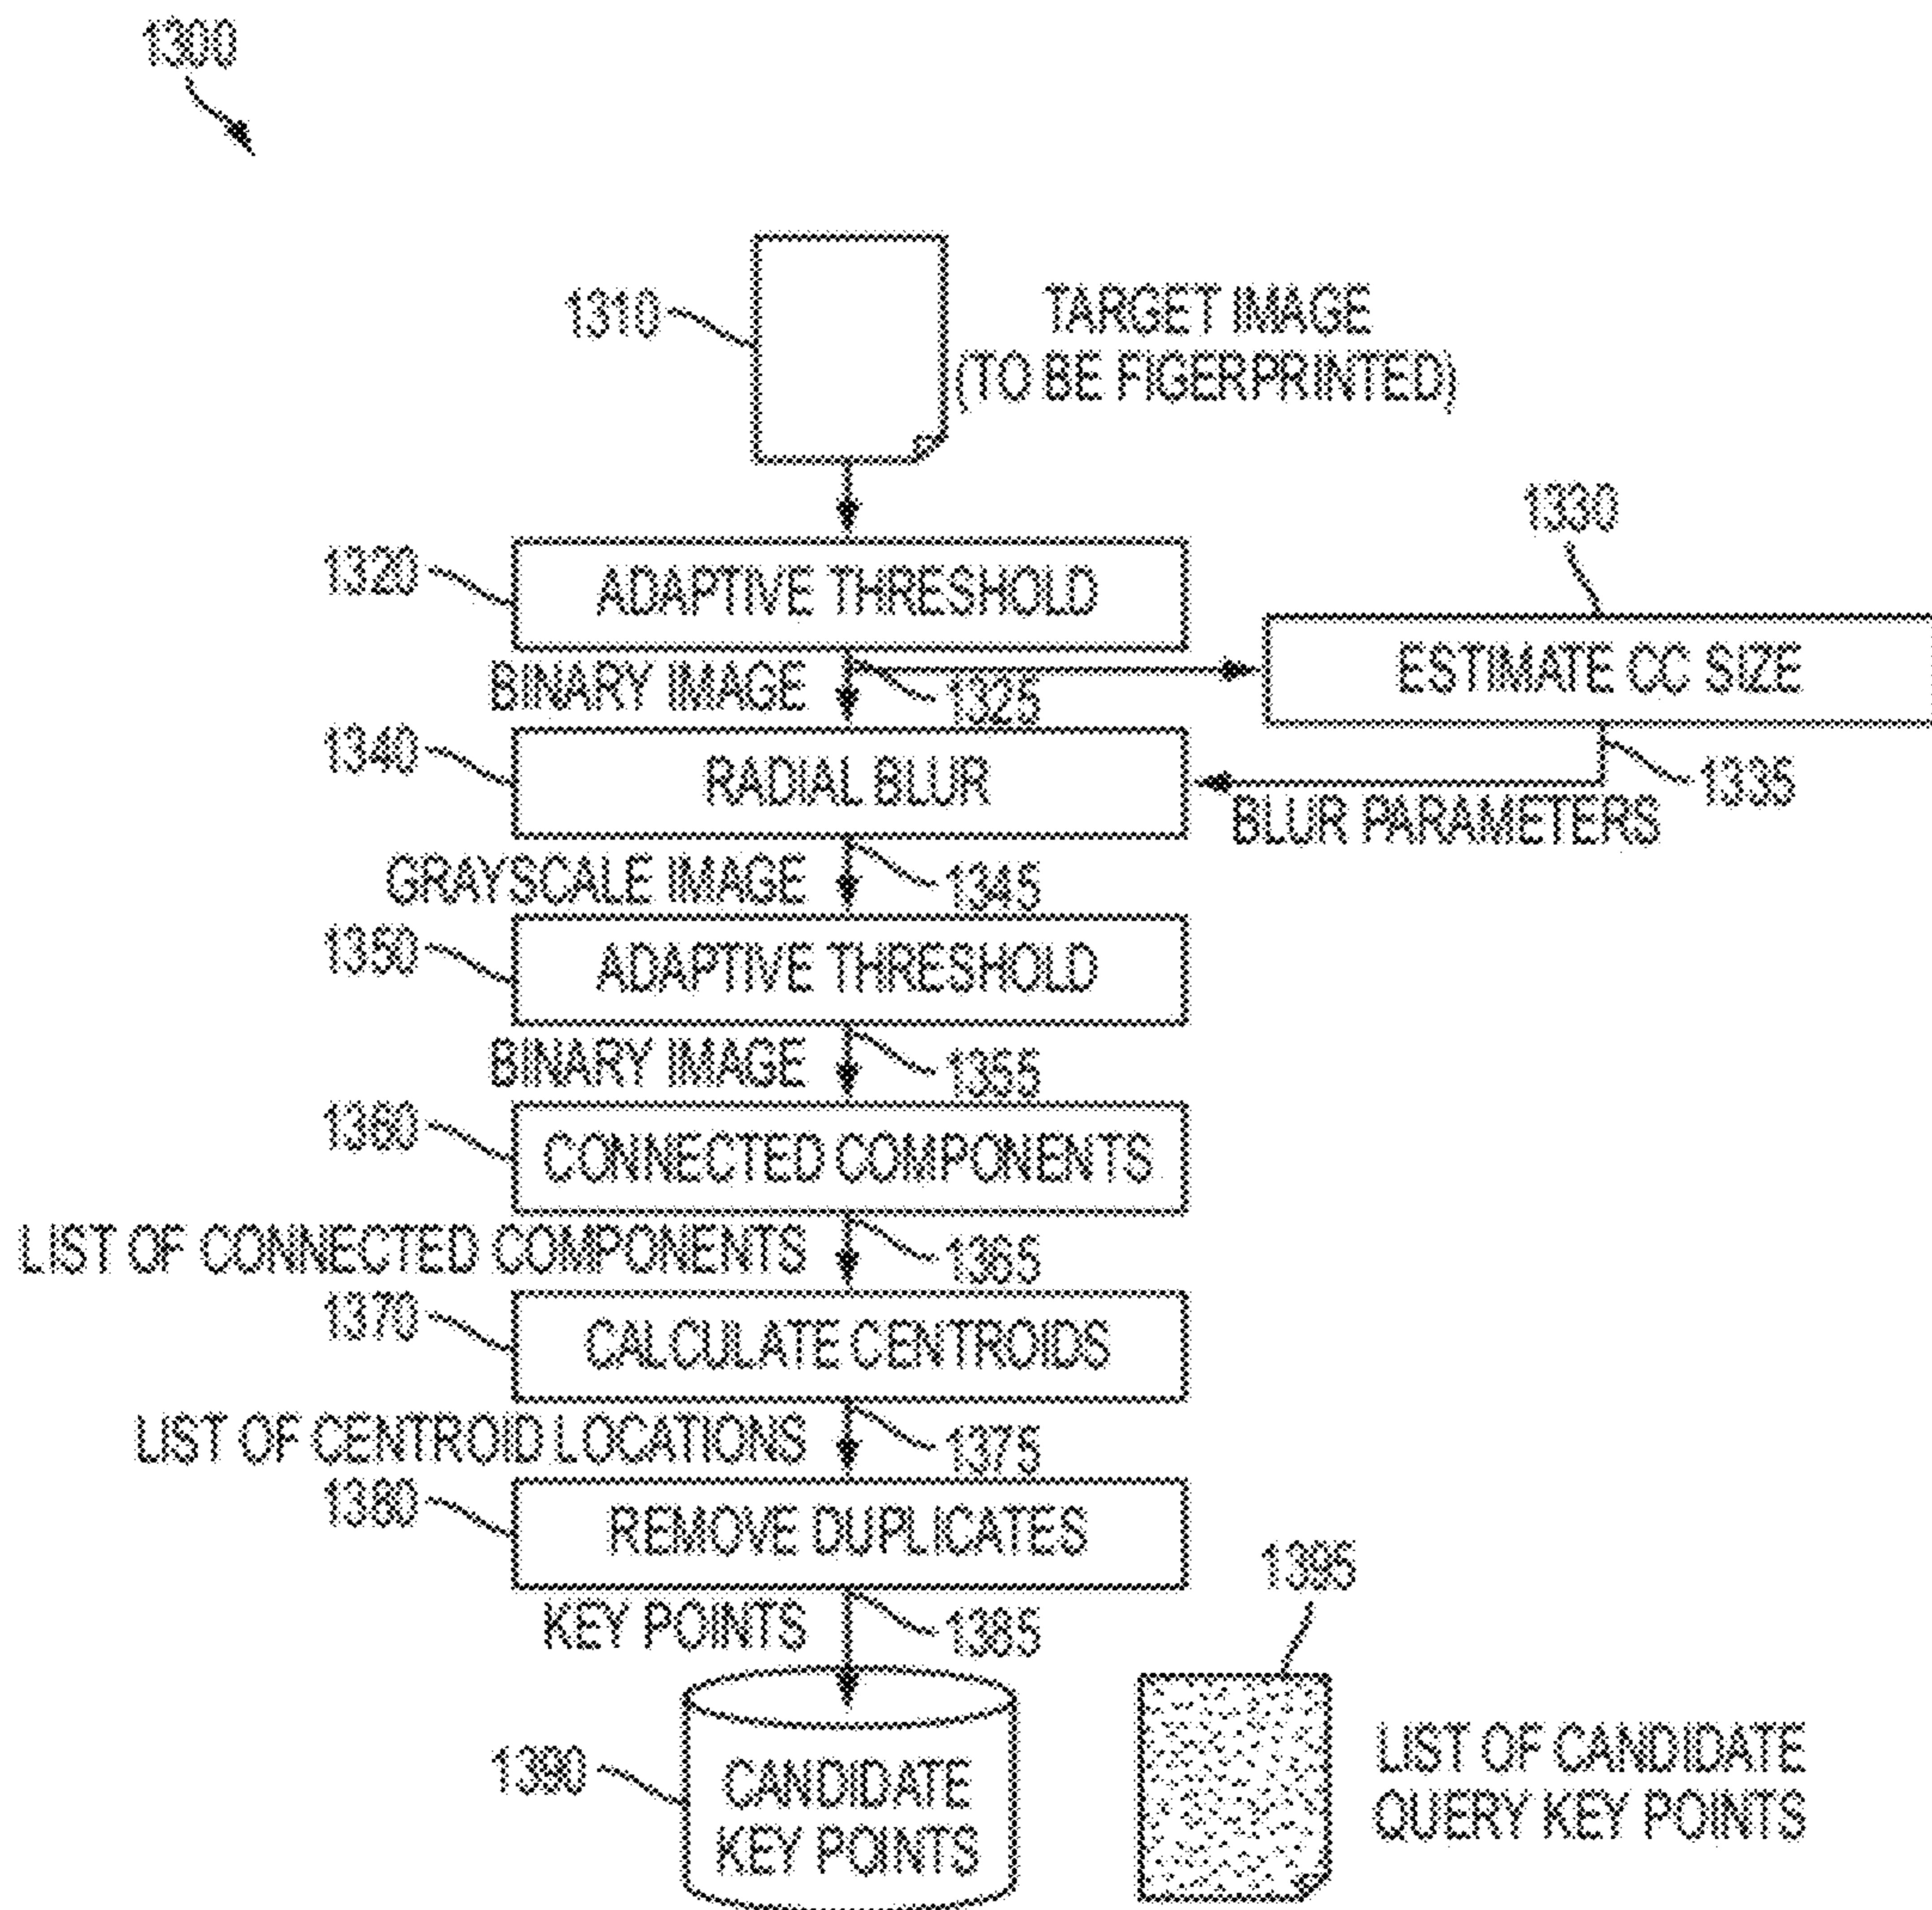 1300
1310
TARGET IMAGE
(TO BE FIGERPRINTED)
1330
1320
ADAPTIVE THRESHOLD
ESTIMATE CC SIZE
BINARY IMAGE
1325
1340
RADIAL BLUR
1335
BLUR PARAMETERS
GRAYSCALE IMAGE
1345
1350
ADAPTIVE THRESHOLD
BINARY IMAGE
1355
1360
CONNECTED COMPONENTS
LIST OF CONNECTED COMPONENTS
1365
1370
CALCULATE CENTROIDS
LIST OF CENTROID LOCATIONS
1375
1380
REMOVE DUPLICATES
1395
KEY POINTS
1385
1390
CANDIDATE
KEY POINTS
LIST OF CANDIDATE
QUERY KEY POINTS